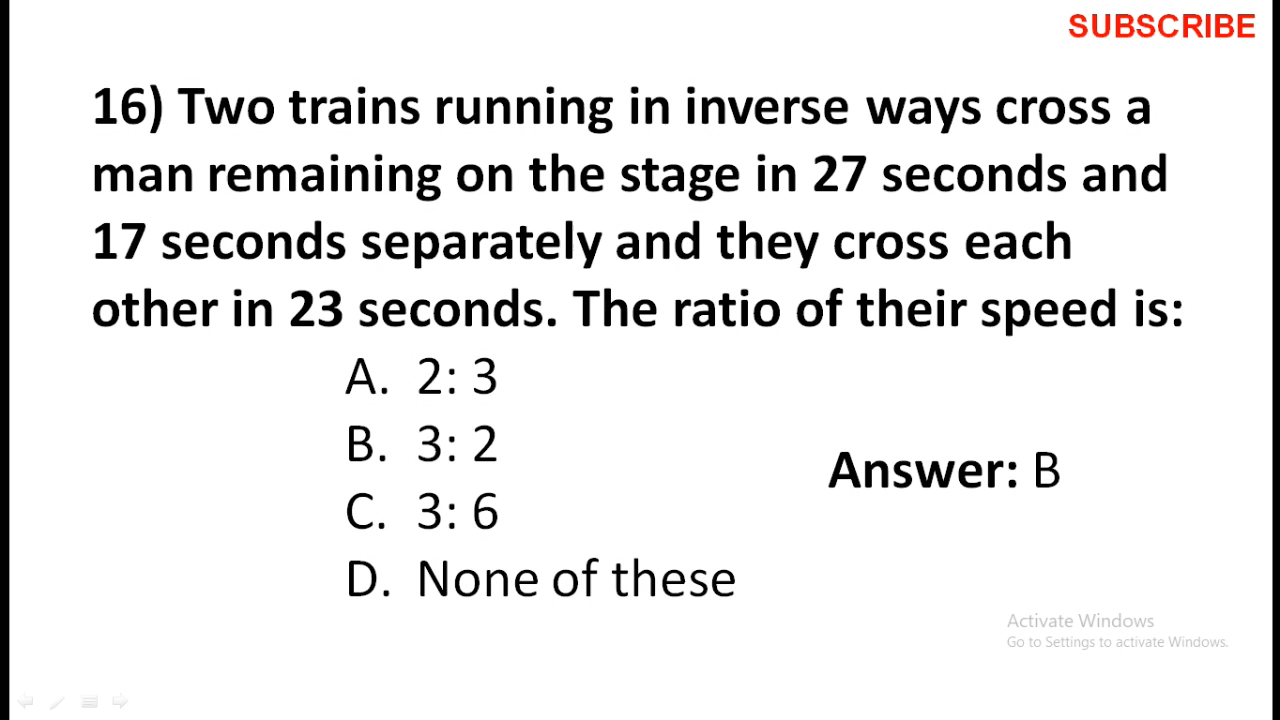 SUBSCRIBE
16) Two trains running in inverse ways cross a
man remaining on the stage in 27 seconds and
17 seconds separately and they cross each
other in 23 seconds. The ratio of their speed is:
A. 2: 3
B. 3: 2
C. 3: 6
D. None of these
Answer: B
Activate Windows
Go to Settings to activate Windows.